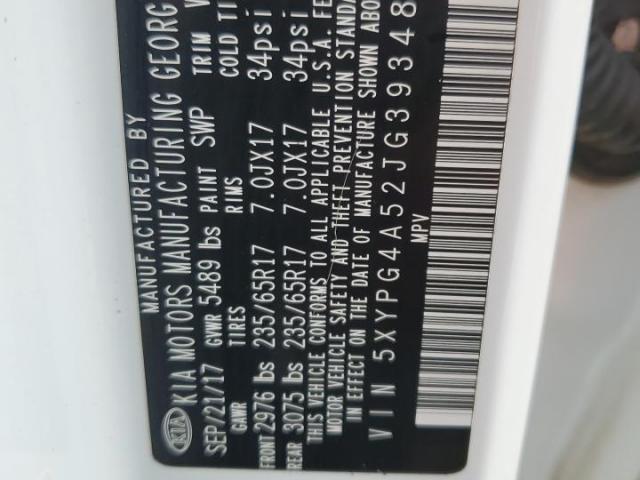 MANUFACTURED BY
KIA KIA MOTORS MANUFACTURING GEORG
SEP/21/17 GVWR 5489 lbs PAINT SWP TRIM V
GAWR TIRES RIMS COLD TI
FRONT 2976 lbs 235/65R17 7.0JX17 34psi
REAR 3075 lbs 235/65R17 7.0JX17 34psi
THIS VEHICLE CONFORMS TO ALL APPLICABLE U.S.A. FE
MOTOR VEHICLE SAFETY AND THEFT PREVENTION STANDA
IN EFFECT ON THE DATE OF MANUFACTURE SHOWN ABO
VIN 5XYPG4A52JG39348
MPV